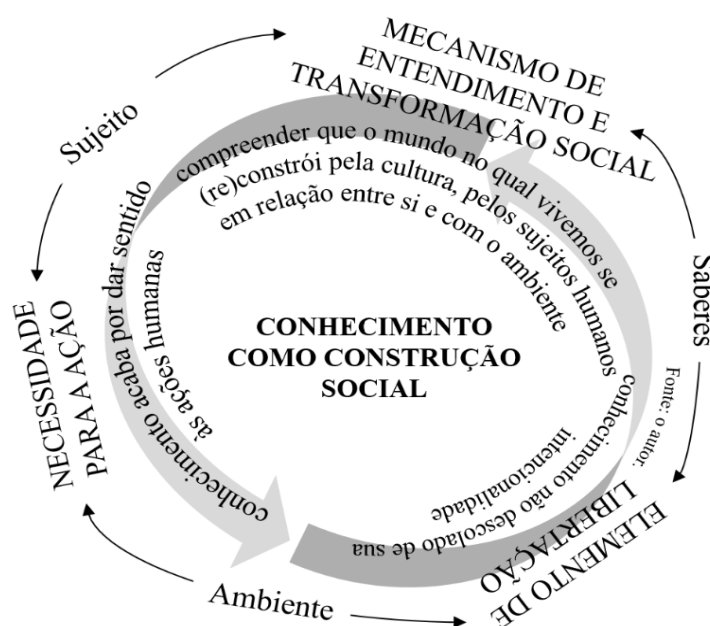 MECANISMO DE
ENTENDIMENTO E
TRANSFORMAÇÃO SOCIAL
Sujeito
compreender que o mundo no qual vivemos se
(re)constrói pela cultura, pelos sujeitos humanos
em relação entre si e com o ambiente
Saberes
conhecimento acaba por dar sentido
às ações humanas
NECESSIDADE
PARA A AÇÃO
CONHECIMENTO
COMO CONSTRUÇÃO
SOCIAL
Fonte: o autor.
conhecimento não descolado de sua
intencionalidade
ELEMENTO DE
LIBERTAÇÃO
Ambiente